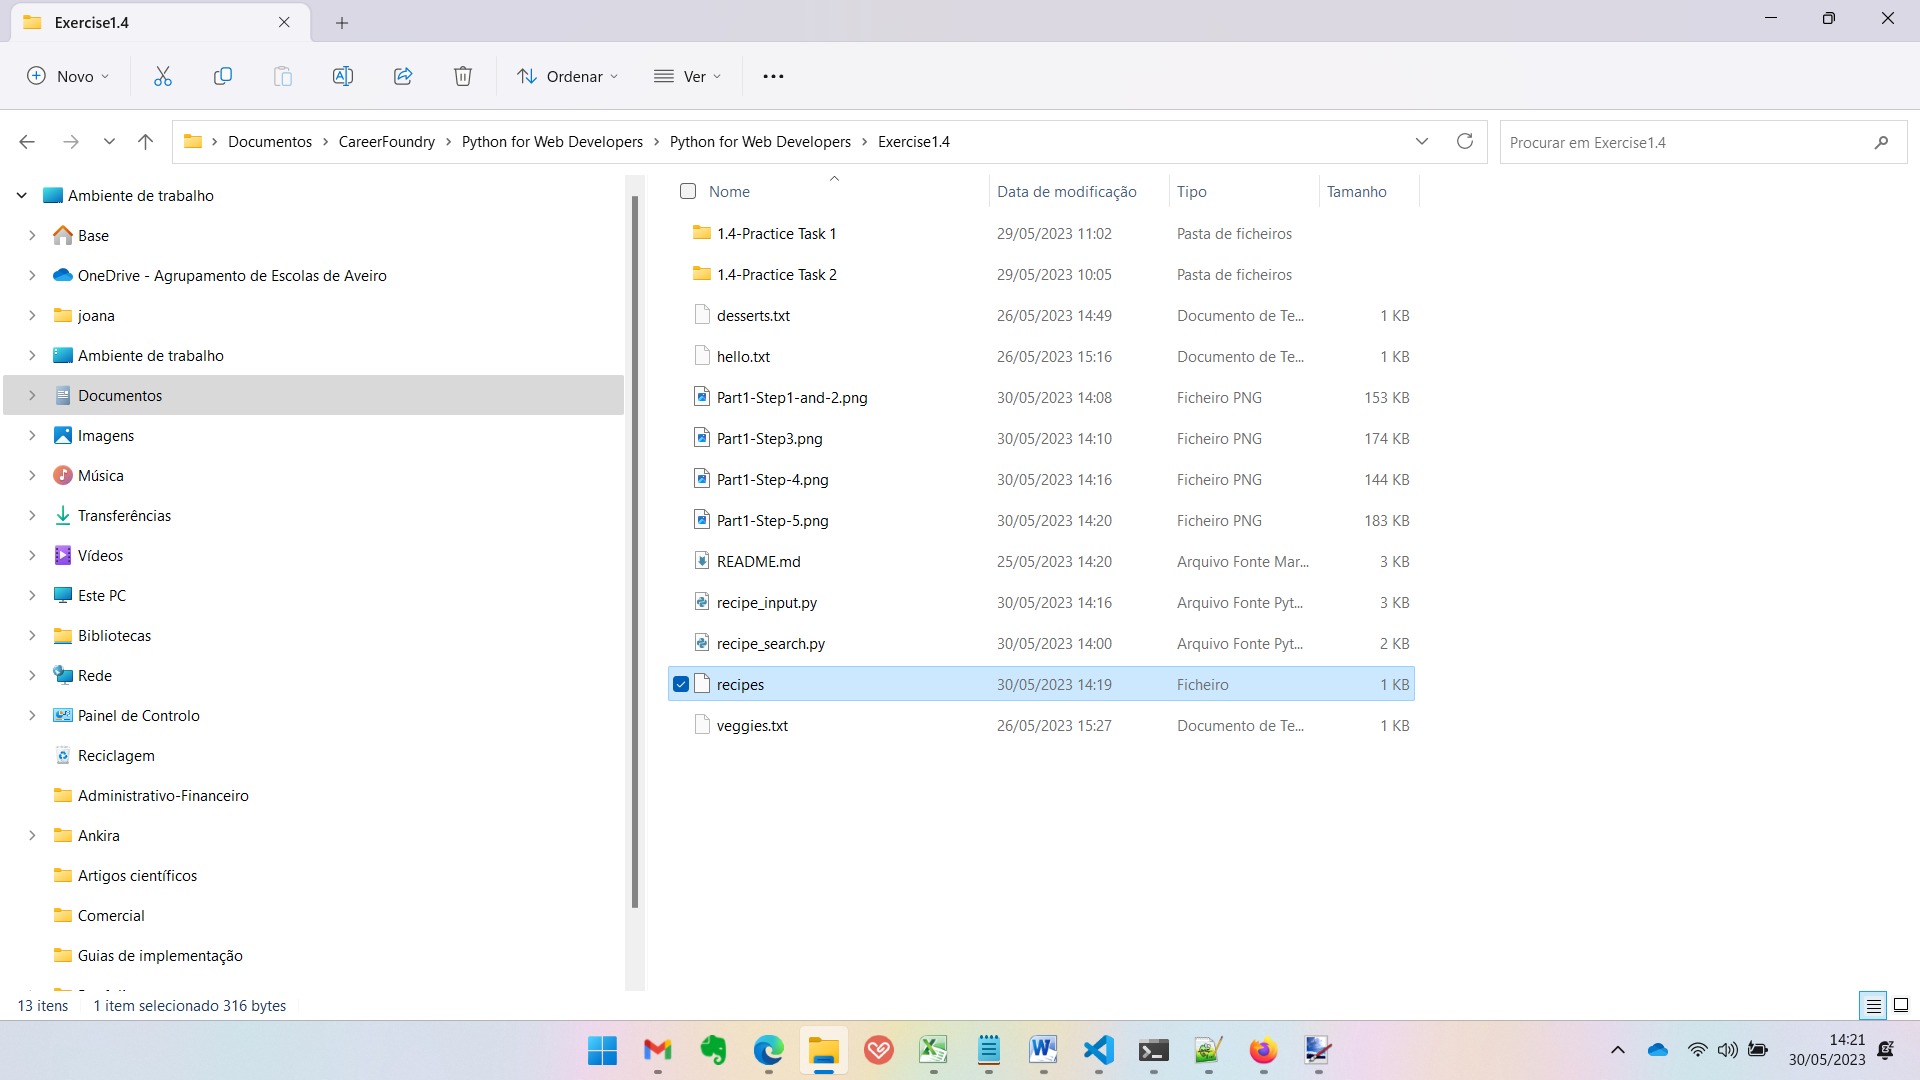 Exercise1.4
Novo
Ordenar
Ver
Documentos
CareerFoundry
Python for Web Developers
Python for Web Developers
Exercise1.4
Procurar em Exercise1.4
Ambiente de trabalho
Base
OneDrive - Agrupamento de Escolas de Aveiro
joana
Ambiente de trabalho
Documentos
Imagens
Música
Transferências
Vídeos
Este PC
Bibliotecas
Rede
Painel de Controlo
Reciclagem
Administrativo-Financeiro
Ankira
Artigos científicos
Comercial
Guias de implementação
Nome Data de modificação Tipo Tamanho
1.4-Practice Task 1 29/05/2023 11:02 Pasta de ficheiros
1.4-Practice Task 2 29/05/2023 10:05 Pasta de ficheiros
desserts.txt 26/05/2023 14:49 Documento de Te... 1 KB
hello.txt 26/05/2023 15:16 Documento de Te... 1 KB
Part1-Step1-and-2.png 30/05/2023 14:08 Ficheiro PNG 153 KB
Part1-Step3.png 30/05/2023 14:10 Ficheiro PNG 174 KB
Part1-Step-4.png 30/05/2023 14:16 Ficheiro PNG 144 KB
Part1-Step-5.png 30/05/2023 14:20 Ficheiro PNG 183 KB
README.md 25/05/2023 14:20 Arquivo Fonte Mar... 3 KB
recipe_input.py 30/05/2023 14:16 Arquivo Fonte Pyt... 3 KB
recipe_search.py 30/05/2023 14:00 Arquivo Fonte Pyt... 2 KB
recipes 30/05/2023 14:19 Ficheiro 1 KB
veggies.txt 26/05/2023 15:27 Documento de Te... 1 KB
13 itens 1 item selecionado 316 bytes
14:21
30/05/2023